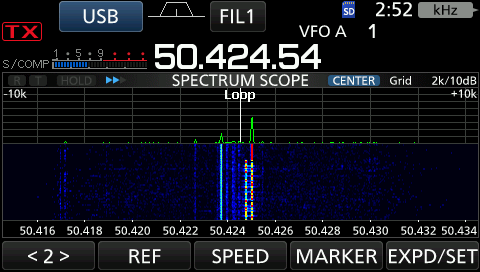 USB FIL1 SD 2:52 kHz
TX VFO A 1
S/COMP 1 5 9 50.424.54
R T HOLD SPECTRUM SCOPE CENTER Grid 2k/10dB
-10k Loop +10k
50.416 50.418 50.420 50.422 50.424 50.426 50.428 50.430 50.432 50.434
< 2 > REF SPEED MARKER EXPD/SET